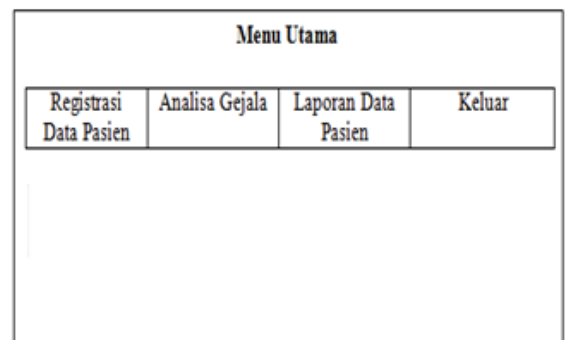 Menu Utama
Registrasi Data Pasien
Analisa Gejala
Laporan Data Pasien
Keluar